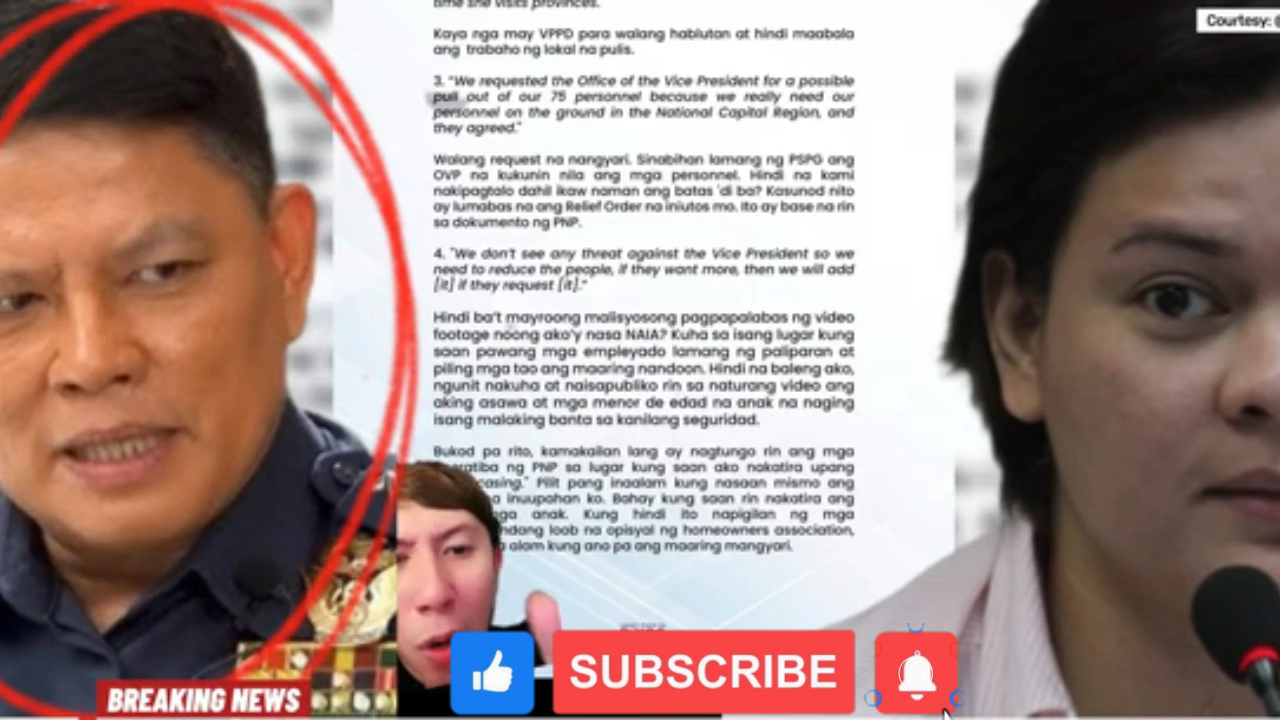 time she visits provinces.
Courtesy:
Kaya nga may VPPD para walang hablutan at hindi maabala
ang trabaho ng lokal na pulis.
3. "We requested the Office of the Vice President for a possible
pull out of our 75 personnel because we really need our
personnel on the ground in the National Capital Region, and
they agreed."
Walang request na nangyari. Sinabihan lamang ng PSPG ang
OVP na kukunin nila ang mga personnel. Hindi na kami
nakipagtalo dahil ikaw naman ang batas 'di ba? Kasunod nito
ay lumabas na ang Relief Order na iniutos mo. Ito ay base na rin
sa dokumento ng PNP.
4. "We don't see any threat against the Vice President so we
need to reduce the people, if they want more, then we will add
[it] if they request [it]."
Hindi ba't mayroong malisyosong pagpapalabas ng video
footage noong ako'y nasa NAIA? Kuha sa isang lugar kung
saan pawang mga empleyado lamang ng paliparan at
piling mga tao ang maaring nandoon. Hindi na baleng ako,
ngunit nakuha at naisapubliko rin sa naturang video ang
aking asawa at mga menor de edad na anak na naging
isang malaking banta sa kanilang seguridad.
Bukod pa rito, kamakailan lang ay nagtungo rin ang mga
ng PNP sa lugar kung saan ako nakatira upang
casing." Pilit pang inaalam kung nasaan mismo ang
inuupahan ko. Bahay kung saan rin nakatira ang
anak. Kung hindi ito napigilan ng mga
loob na opisyal ng homeowners association,
alam kung ano pa ang maaring mangyari.
SUBSCRIBE
BREAKING NEWS